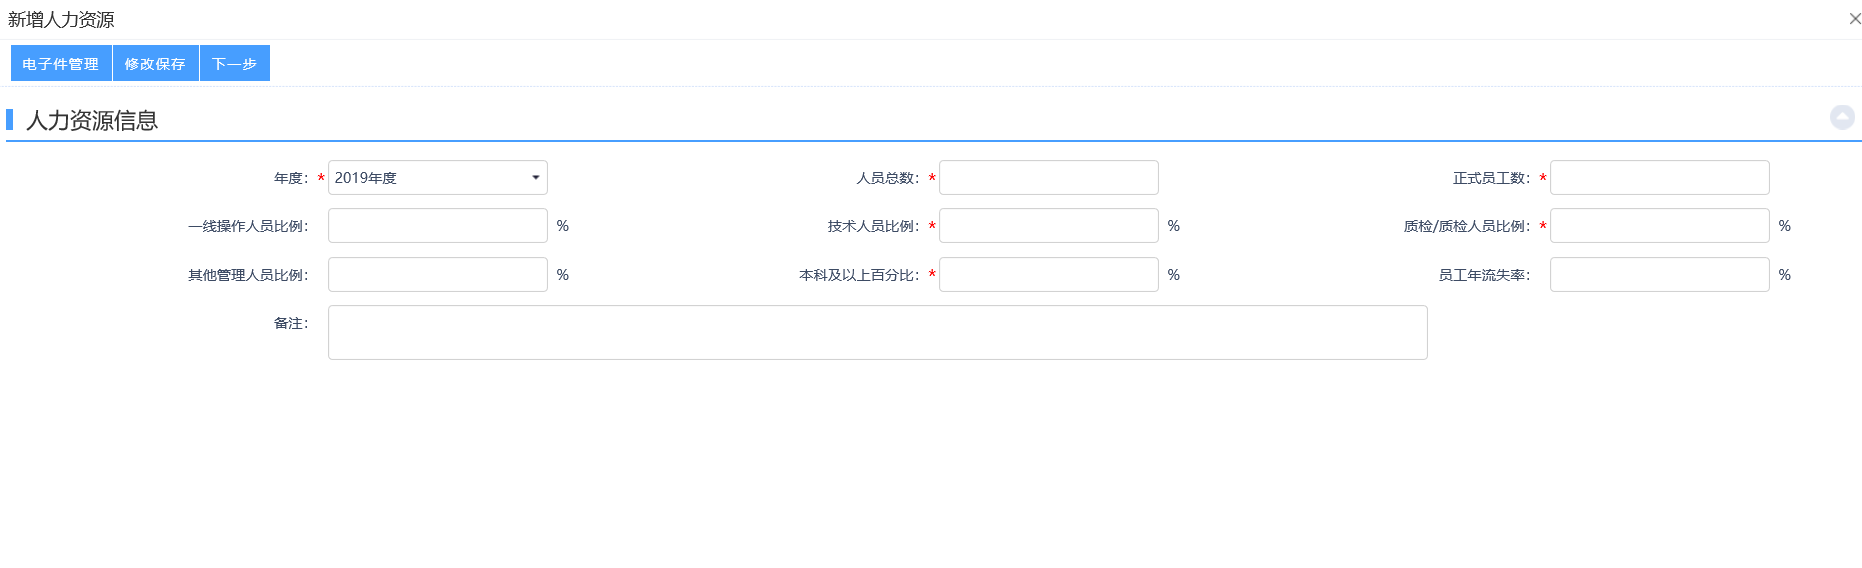 新增人力资源
电子件管理 修改保存 下一步
人力资源信息
年度：* 2019年度 人员总数：* 正式员工数：*
一线操作人员比例： % 技术人员比例：* % 质检/质检人员比例：* %
其他管理人员比例： % 本科及以上百分比：* % 员工年流失率： %
备注：